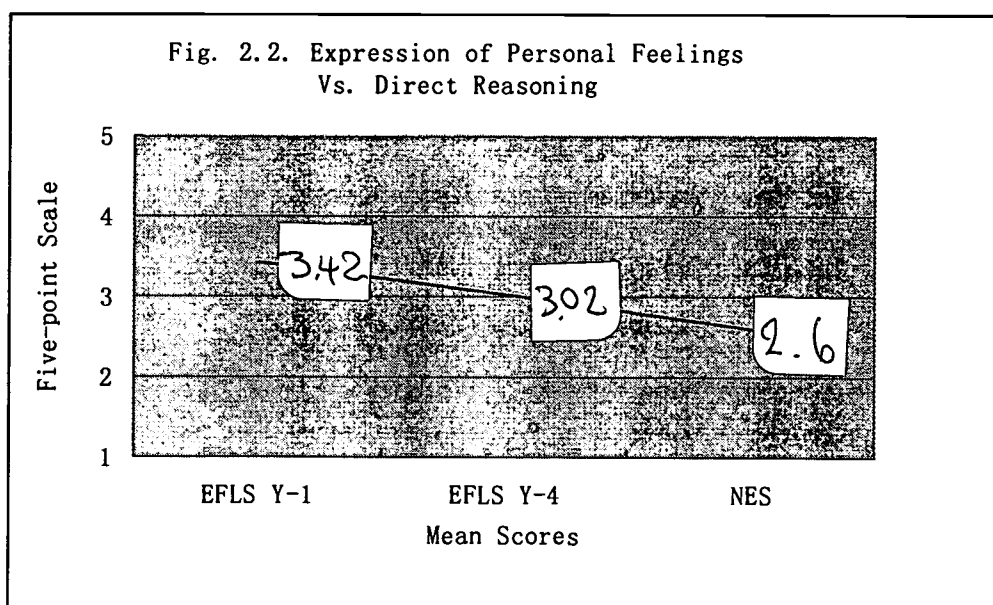 Fig. 2.2. Expression of Personal Feelings
Vs. Direct Reasoning
5
4
3
2
1
Five-point Scale
3.42
3.02
2.6
EFLS Y-1 EFLS Y-4 NES
Mean Scores